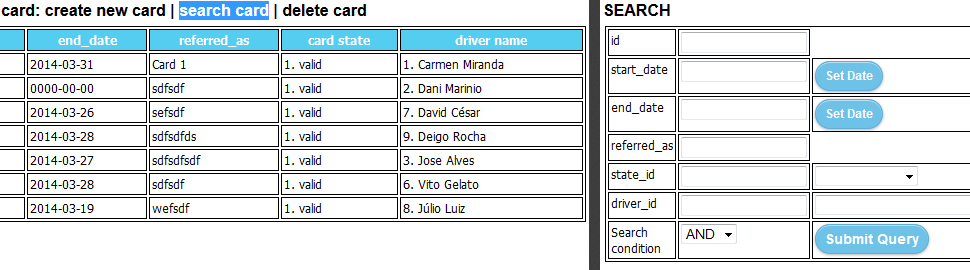 card: create new card | search card | delete card
end_date referred_as card state driver name
2014-03-31 Card 1 1. valid 1. Carmen Miranda
0000-00-00 sdfsdf 1. valid 2. Dani Marinio
2014-03-26 sefsdf 1. valid 7. David César
2014-03-28 sdfsdfds 1. valid 9. Deigo Rocha
2014-03-27 sdfsdfsdf 1. valid 3. Jose Alves
2014-03-28 sdfsdf 1. valid 6. Vito Gelato
2014-03-19 wefsdf 1. valid 8. Júlio Luiz
SEARCH
id
start_date Set Date
end_date Set Date
referred_as
state_id
driver_id
Search
condition AND Submit Query